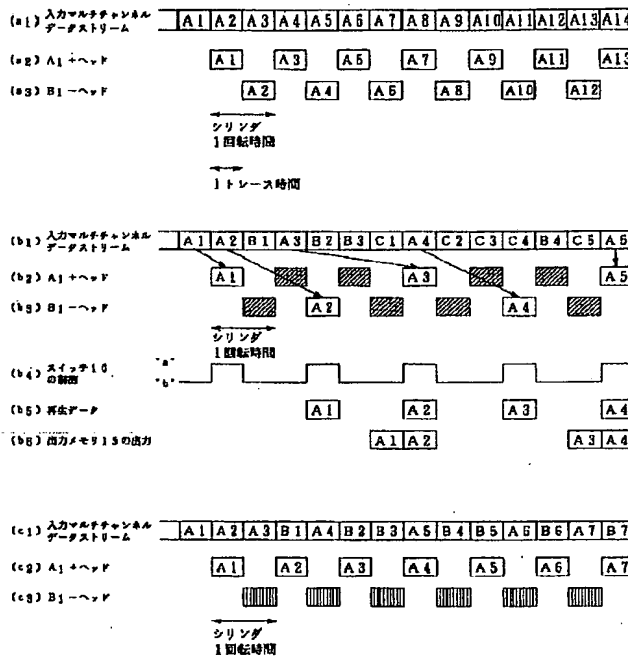 (a1) 入力マルチチャンネル データストリーム A1 A2 A3 A4 A5 A6 A7 A8 A9 A10 A11 A12 A13 A14
(a2) A1+ヘッド A1 A3 A5 A7 A9 A11 A13
(a3) B1-ヘッド A2 A4 A6 A8 A10 A12
シリンダ
1回転時間
1トレース時間
(b1) 入力マルチチャンネル データストリーム A1 A2 B1 A3 B2 B3 C1 A4 C2 C3 C4 B4 C5 A6
(b2) A1+ヘッド A1 A3 A5
(b3) B1-ヘッド A2 A4
シリンダ
1回転時間
(b4) スイッチ10 の制御 "a" "b"
(b5) 再生データ A1 A2 A3 A4
(b6) 出力メモリ15の出力 A1 A2 A3 A4
(c1) 入力マルチチャンネル データストリーム A1 A2 A3 B1 A4 B2 B3 A5 B4 B5 A6 B6 A7 B7
(c2) A1+ヘッド A1 A2 A3 A4 A5 A6 A7
(c3) B1-ヘッド
シリンダ
1回転時間